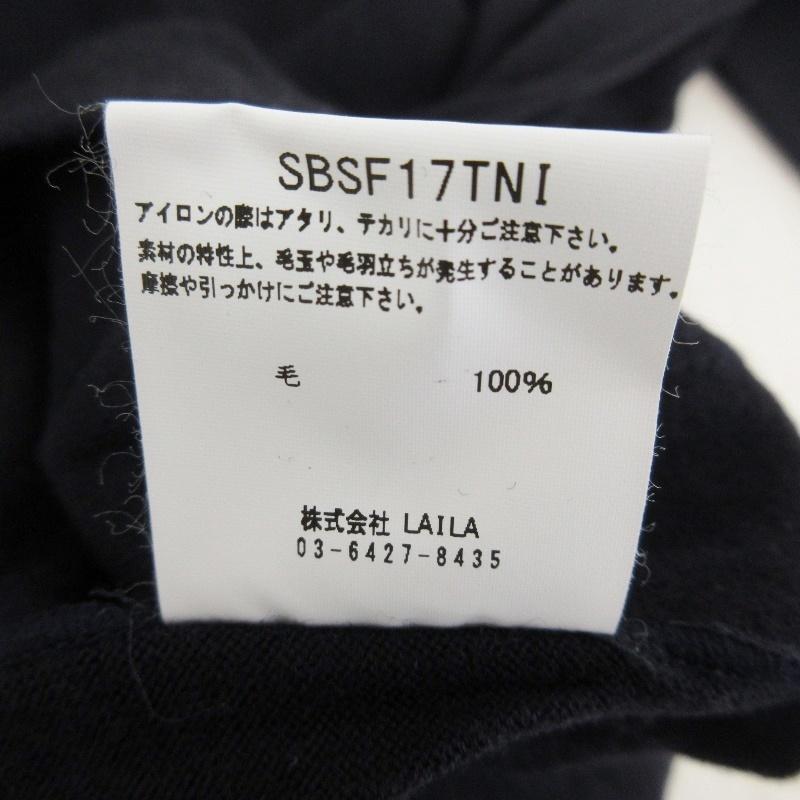 SBSF17TNI
アイロンの際はアタリ、テカリに十分ご注意下さい。
素材の特性上、毛玉や毛羽立ちが発生することがあります。
摩擦や引っかけにご注意下さい。
毛 100%
株式会社 LAILA
03-6427-8435